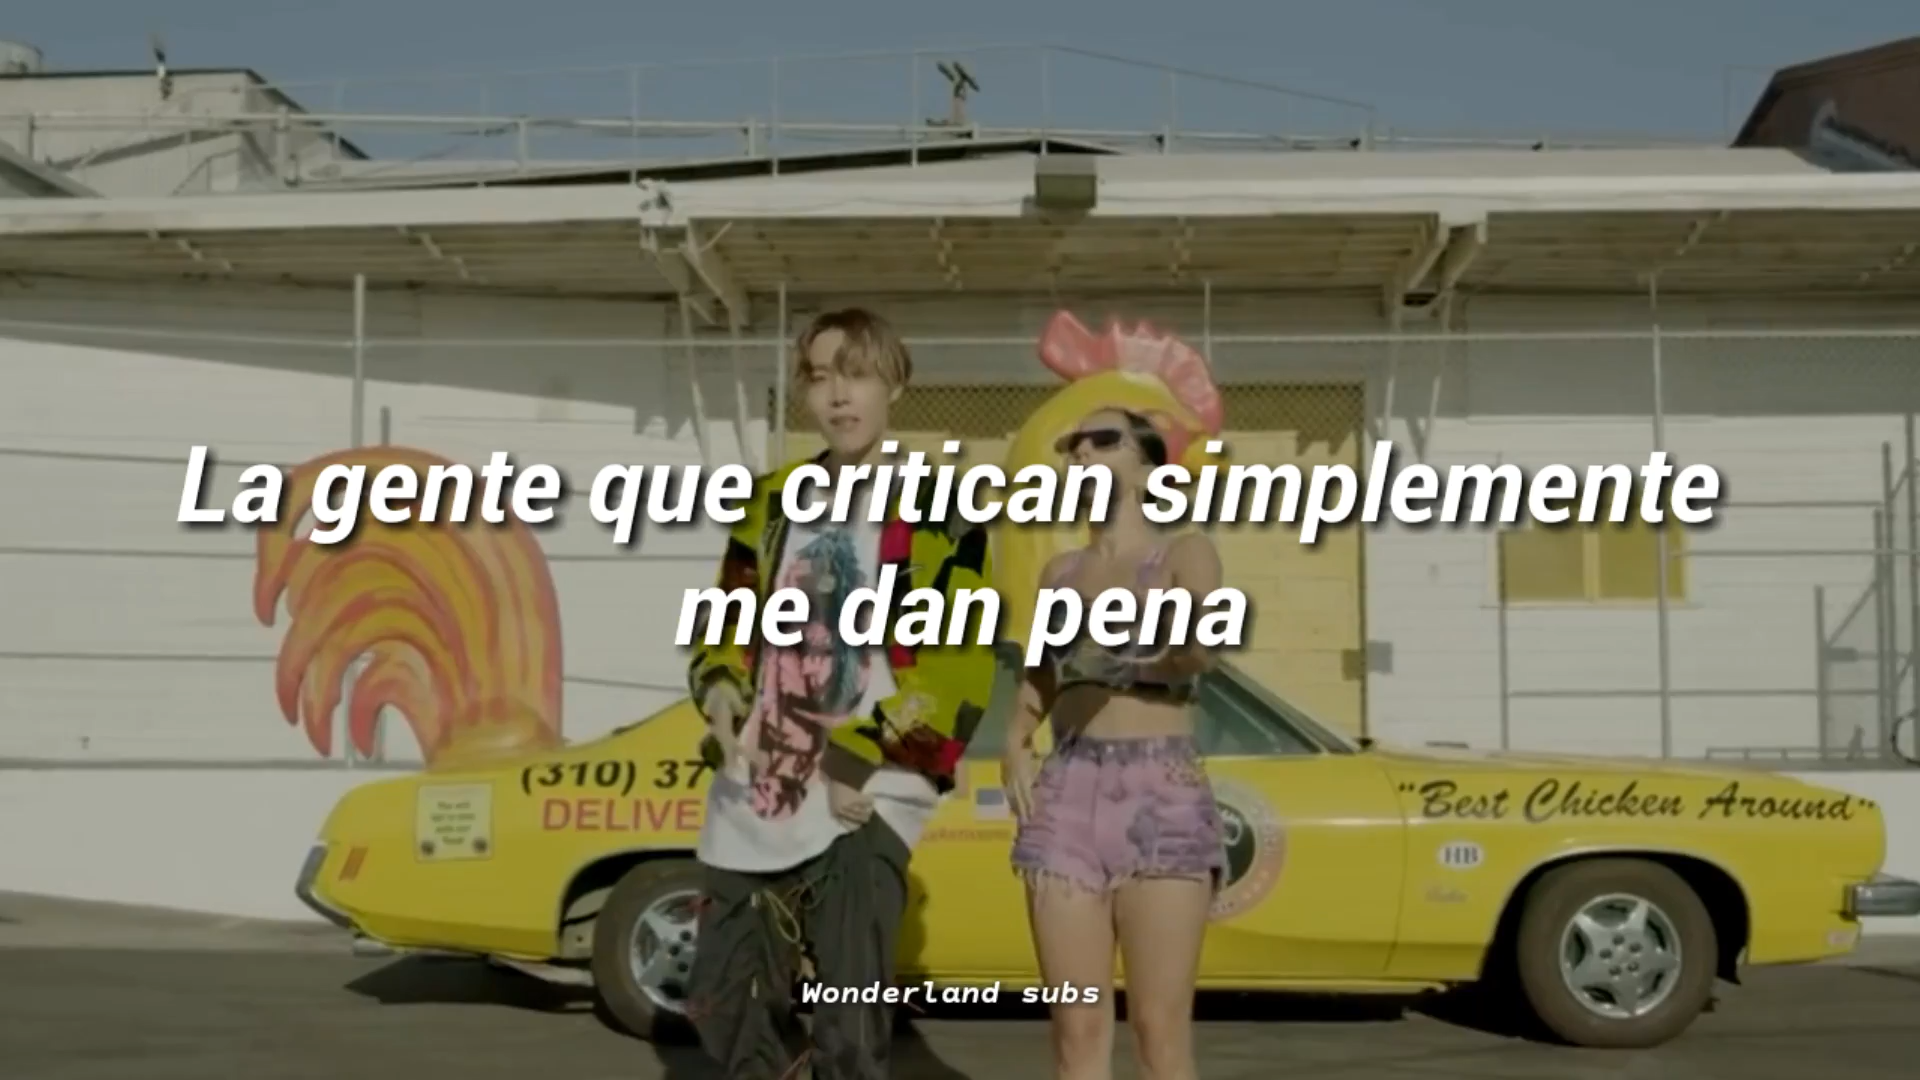 La gente que critican simplemente
me dan pena
(310) 37
DELIVE
"Best Chicken Around"
HB
Wonderland subs